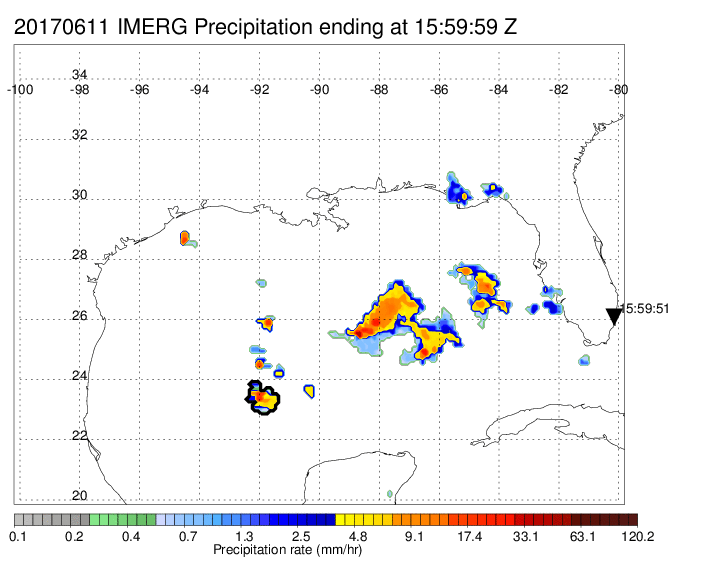 20170611 IMERG Precipitation ending at 15:59:59 Z
34
-100 -96 -94 -92 -90 -88 -86 -84 -82 -80
-98
32
30
28
15:59:51
26
24
22
20
0.1 0.2 0.4 0.7 1.3 2.5 4.8 9.1 17.4 33.1 63.1 120.2
Precipitation rate (mm/hr)